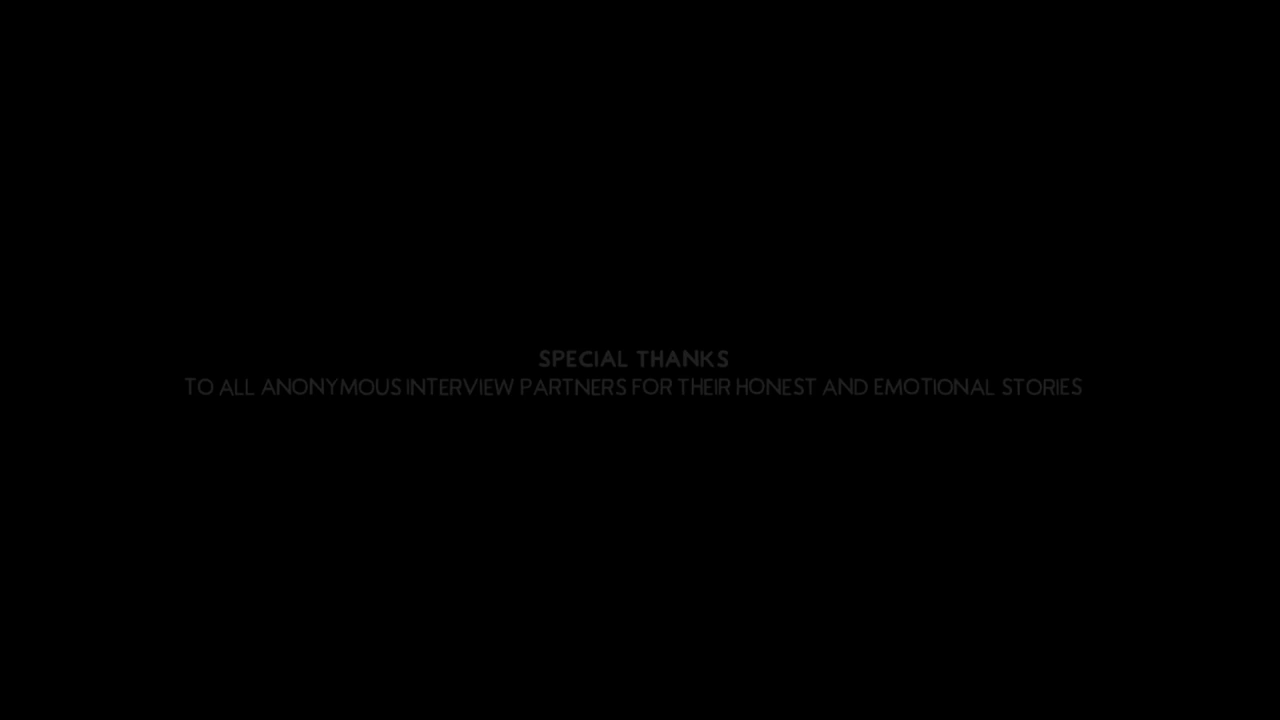 SPECIAL THANKS
TO ALL ANONYMOUS INTERVIEW PARTNERS FOR THEIR HONEST AND EMOTIONAL STORIES